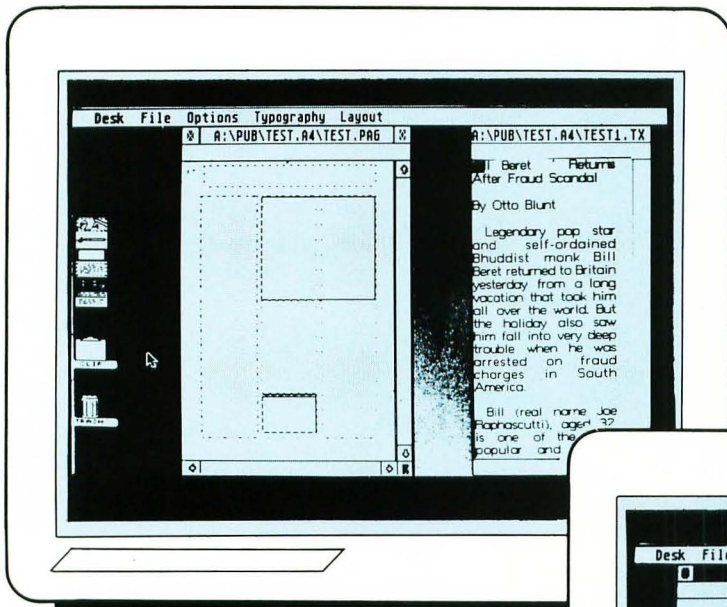 Desk File Options Typography Layout
A:\PUB\TEST.A4\TEST.PAG
A:\PUB\TEST.A4\TEST1.TX
Beret Returns
After Fraud Scandal
By Otto Blunt
Legendary pop star
and self-ordained
Bhuddist monk Bill
Beret returned to Britain
yesterday from a long
vacation that took him
all over the world. But
the holiday also saw
him fall into very deep
trouble when he was
arrested on fraud
charges in South
America.
Bill (real name Joe
Raphascutti), aged 32
is one of the
popular and
CLIP
TRASH
Desk File